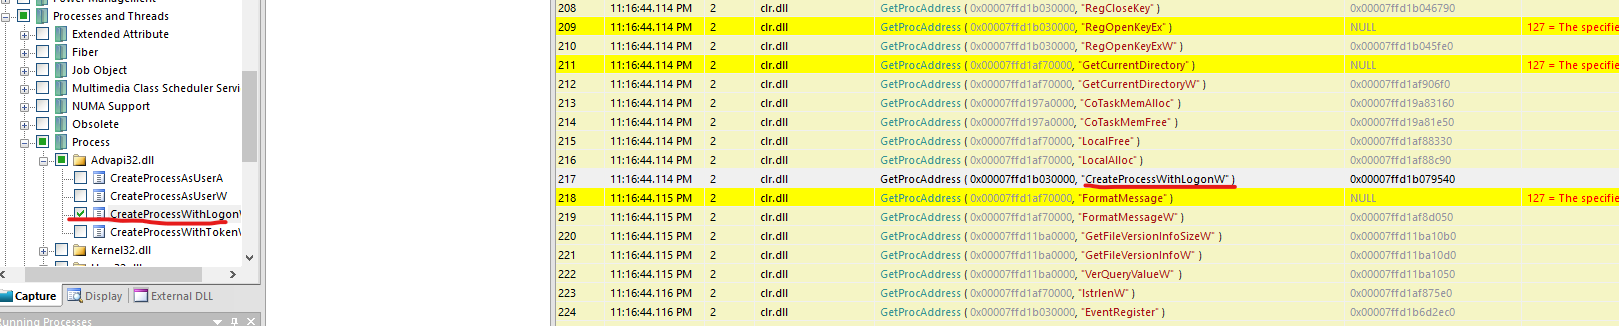 Power Management
Processes and Threads
Extended Attribute
Fiber
Job Object
Multimedia Class Scheduler Servi
NUMA Support
Obsolete
Process
Advapi32.dll
CreateProcessAsUserA
CreateProcessAsUserW
CreateProcessWithLogon
CreateProcessWithToken
Kernel32.dll
Capture Display External DLL
Running Processes
208 11:16:44.114 PM 2 clr.dll GetProcAddress ( 0x00007ffd1b030000, "RegCloseKey" ) 0x00007ffd1b046790
209 11:16:44.114 PM 2 clr.dll GetProcAddress ( 0x00007ffd1b030000, "RegOpenKeyEx" ) NULL 127 = The specifie
210 11:16:44.114 PM 2 clr.dll GetProcAddress ( 0x00007ffd1b030000, "RegOpenKeyExW" ) 0x00007ffd1b045fe0
211 11:16:44.114 PM 2 clr.dll GetProcAddress ( 0x00007ffd1af70000, "GetCurrentDirectory" ) NULL 127 = The specifie
212 11:16:44.114 PM 2 clr.dll GetProcAddress ( 0x00007ffd1af70000, "GetCurrentDirectoryW" ) 0x00007ffd1af906f0
213 11:16:44.114 PM 2 clr.dll GetProcAddress ( 0x00007ffd197a0000, "CoTaskMemAlloc" ) 0x00007ffd19a83160
214 11:16:44.114 PM 2 clr.dll GetProcAddress ( 0x00007ffd197a0000, "CoTaskMemFree" ) 0x00007ffd19a81e50
215 11:16:44.114 PM 2 clr.dll GetProcAddress ( 0x00007ffd1af70000, "LocalFree" ) 0x00007ffd1af88330
216 11:16:44.114 PM 2 clr.dll GetProcAddress ( 0x00007ffd1af70000, "LocalAlloc" ) 0x00007ffd1af88c90
217 11:16:44.114 PM 2 clr.dll GetProcAddress ( 0x00007ffd1b030000, "CreateProcessWithLogonW" ) 0x00007ffd1b079540
218 11:16:44.115 PM 2 clr.dll GetProcAddress ( 0x00007ffd1af70000, "FormatMessage" ) NULL 127 = The specifie
219 11:16:44.115 PM 2 clr.dll GetProcAddress ( 0x00007ffd1af70000, "FormatMessageW" ) 0x00007ffd1af8d050
220 11:16:44.115 PM 2 clr.dll GetProcAddress ( 0x00007ffd11ba0000, "GetFileVersionInfoSizeW" ) 0x00007ffd11ba10b0
221 11:16:44.115 PM 2 clr.dll GetProcAddress ( 0x00007ffd11ba0000, "GetFileVersionInfoW" ) 0x00007ffd11ba10d0
222 11:16:44.115 PM 2 clr.dll GetProcAddress ( 0x00007ffd11ba0000, "VerQueryValueW" ) 0x00007ffd11ba1050
223 11:16:44.116 PM 2 clr.dll GetProcAddress ( 0x00007ffd1af70000, "lstrlenW" ) 0x00007ffd1af875e0
224 11:16:44.116 PM 2 clr.dll GetProcAddress ( 0x00007ffd1b030000, "EventRegister" ) 0x00007ffd1b6d2ec0